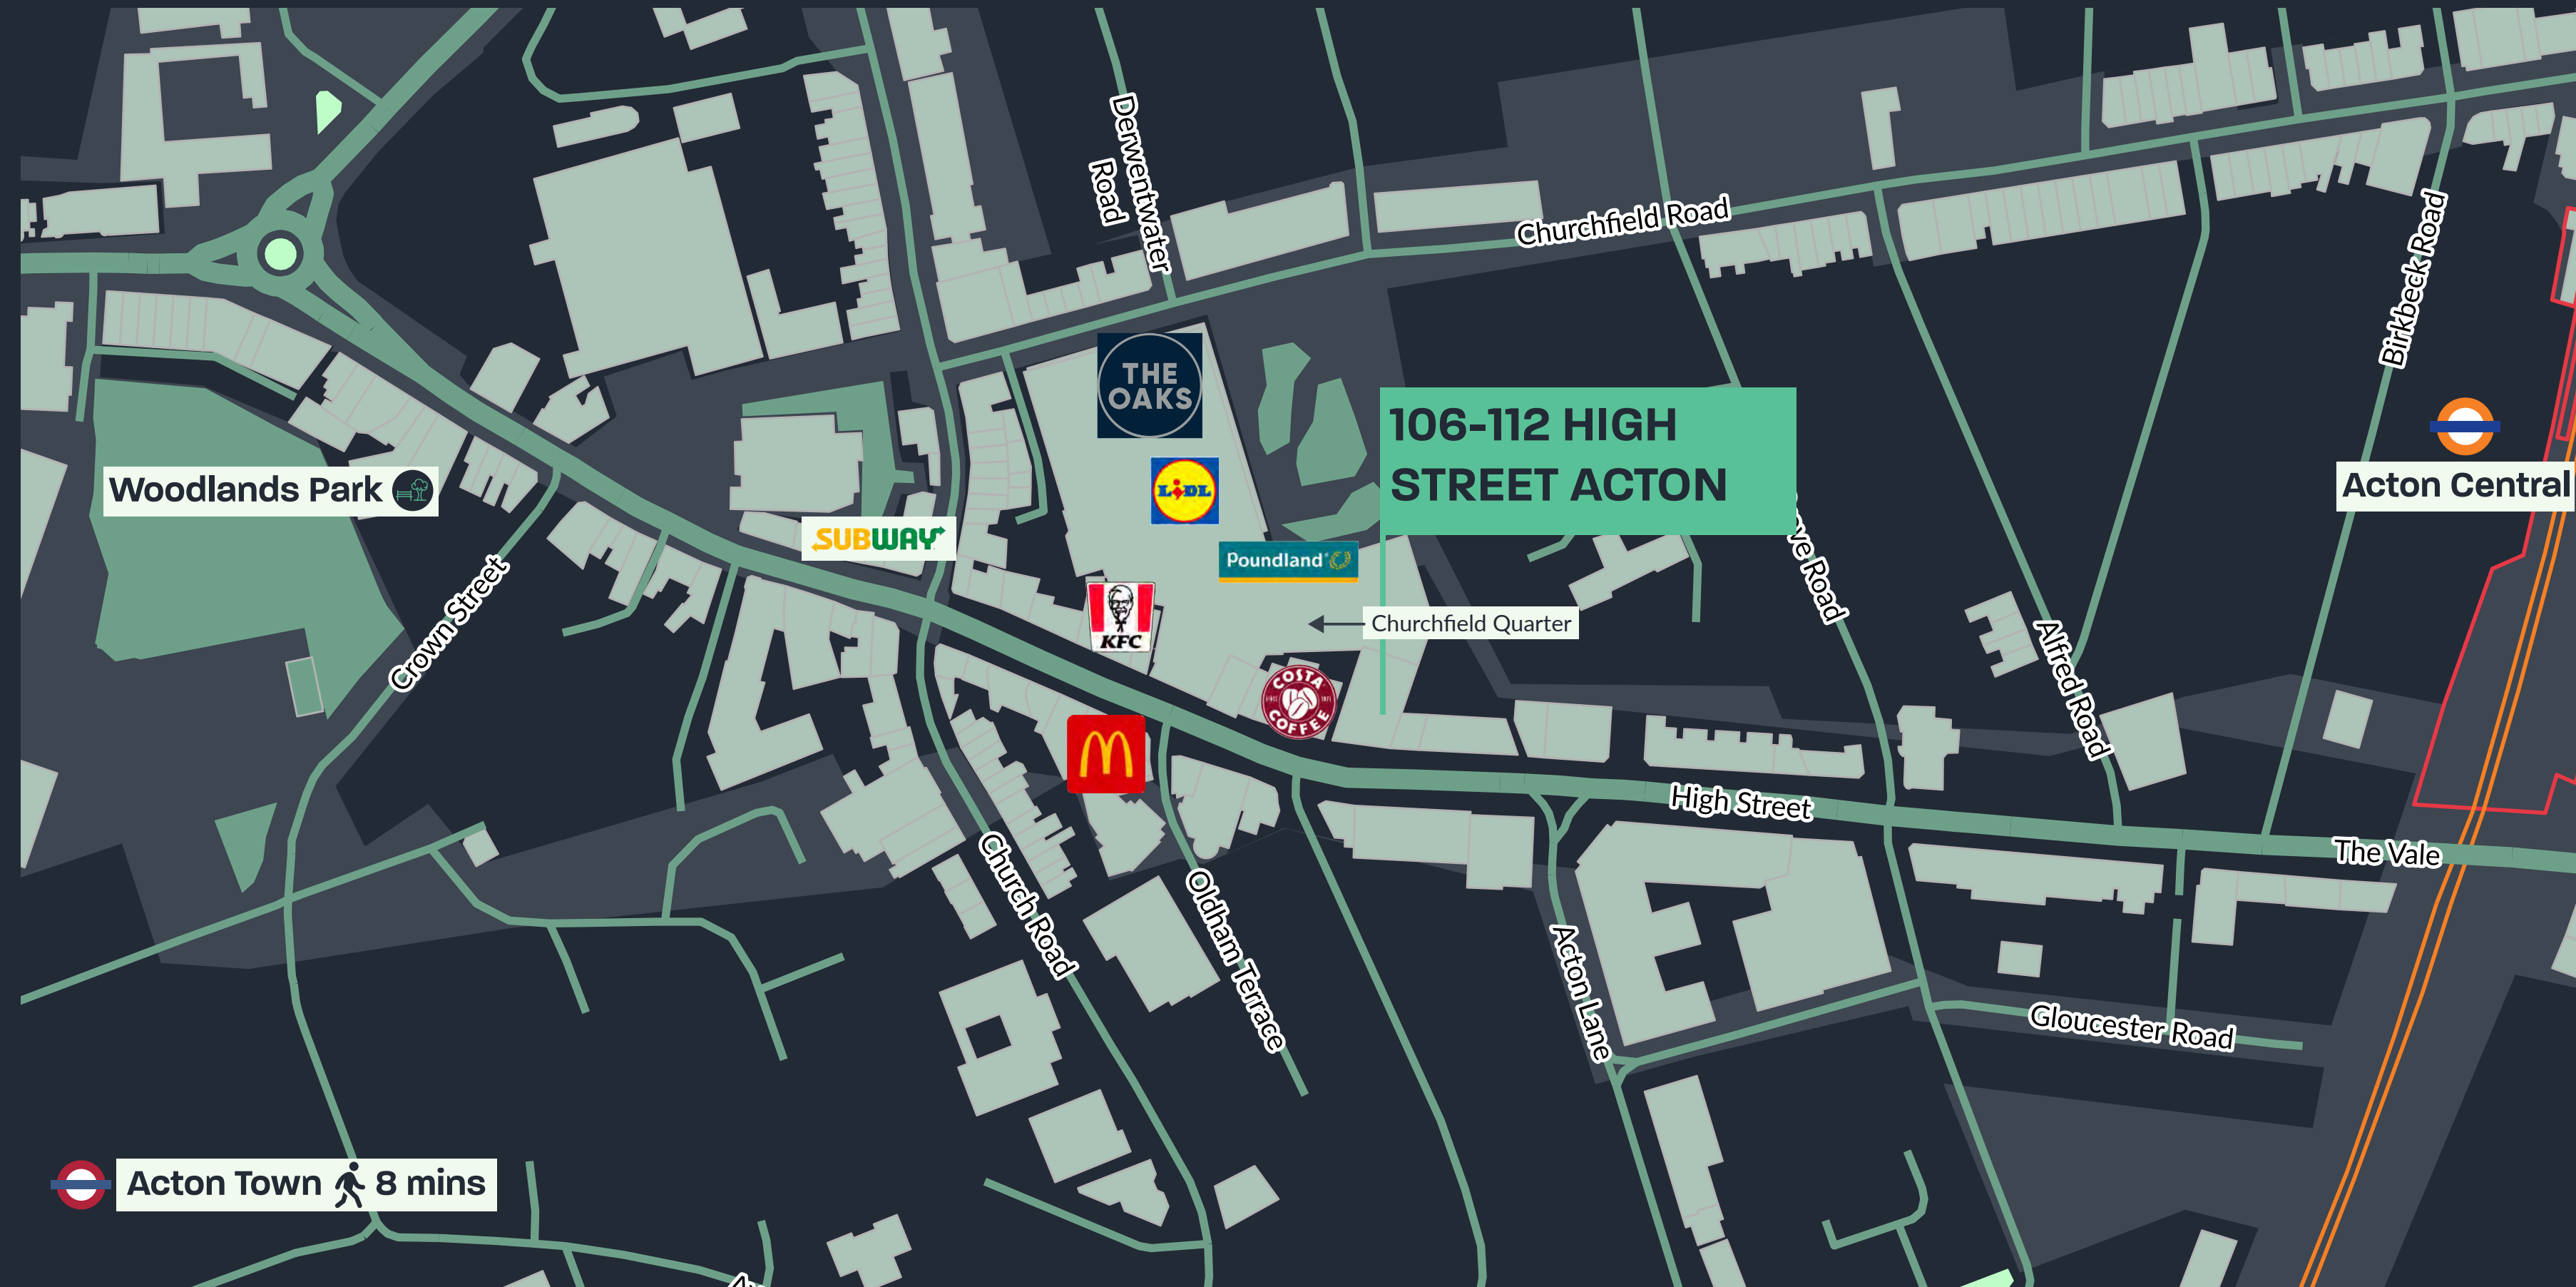 Derwentwater
Road
Churchfield Road
Birkbeck Road
THE
OAKS
106-112 HIGH
STREET ACTON
Acton Central
Woodlands Park
LIDL
SUBWAY
Poundland
Crown Street
KFC
Churchfield Quarter
Road
Alfred Road
COSTA
COFFEE
High Street
The Vale
Church Road
Oldham Terrace
Acton Lane
Gloucester Road
Acton Town 8 mins